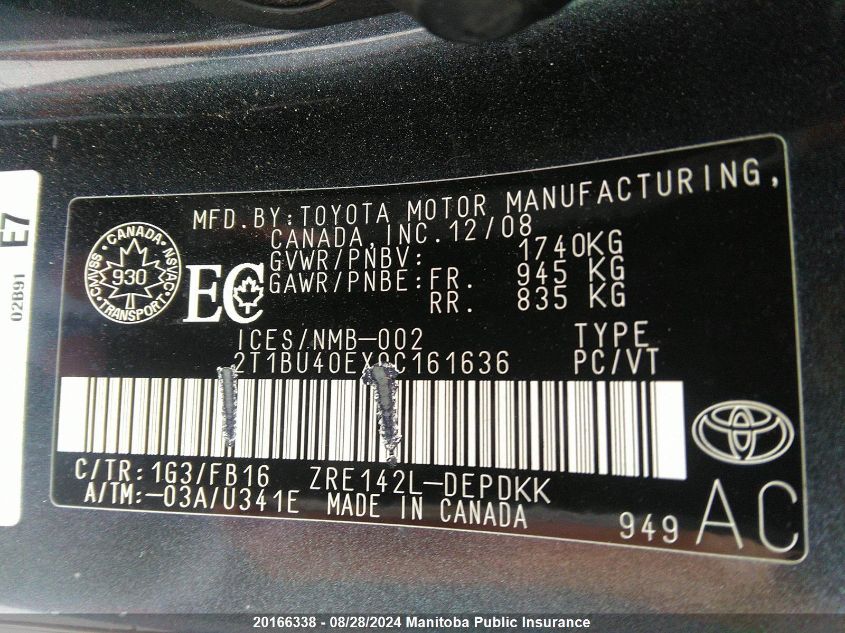 MFD.BY:TOYOTA MOTOR MANUFACTURING,
CANADA,INC.12/08
GVWR/PNBV: 1740KG
GAWR/PNBE:FR. 945 KG
RR. 835 KG
CANADA
CMVSS
930
NSVAC
TRANSPORT
EC
ICES/NMB-002 TYPE
PC/VT
C/TR:1G3/FB16 ZRE142L-DEPDKK
A/TM:-03A/U341E MADE IN CANADA
949 AC
E7
02B91
20166338 - 08/28/2024 Manitoba Public Insurance